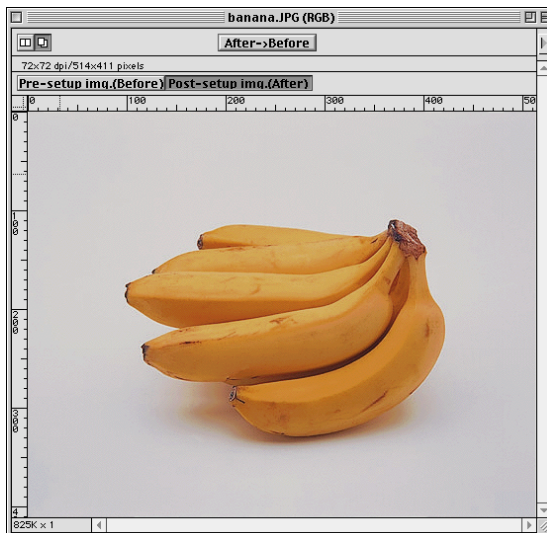 banana.JPG (RGB)
After->Before
72x72 dpi/514x411 pixels
Pre-setup img.(Before) Post-setup img.(After)
0 100 200 300 400 50
0
100
200
300
4
825K x 1